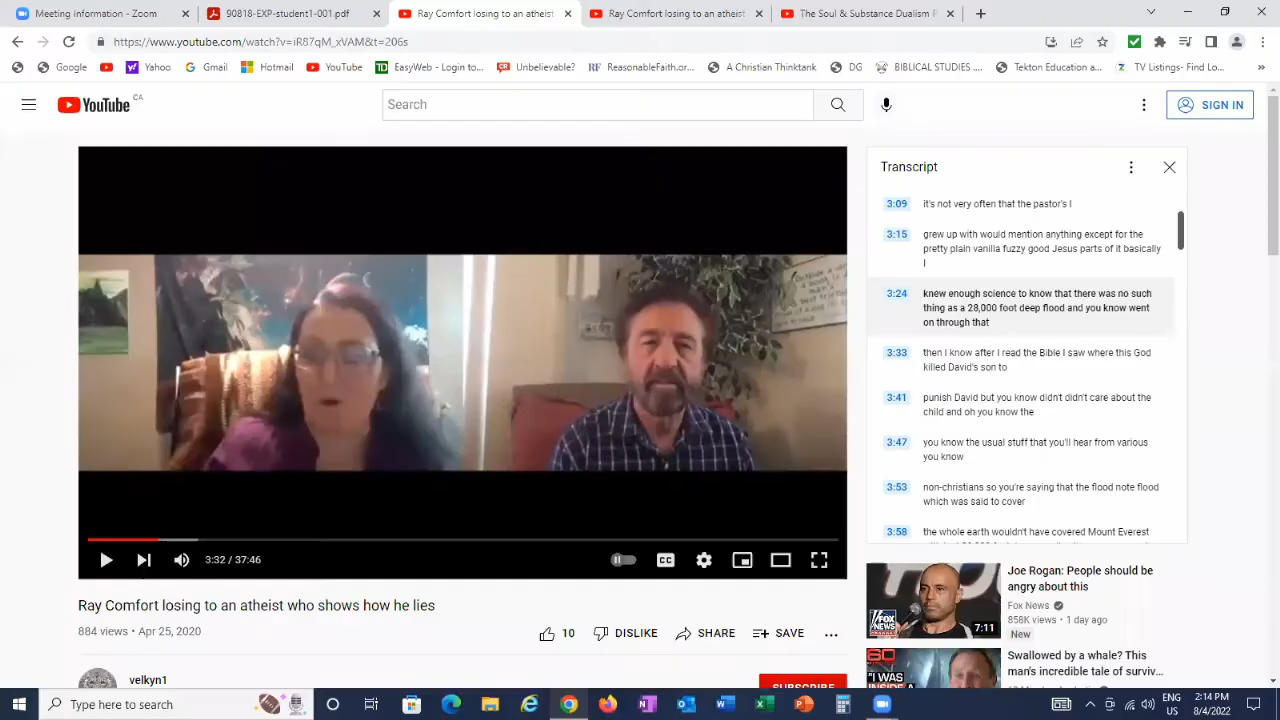 Meeting Information - Zoom
90818-EXP-student1-001.pdf
Ray Comfort losing to an atheist
Ray Comfort losing to an atheist
The Soul & Substance Dualism P
https://www.youtube.com/watch?v=iR87qM_xVAM&t=206s
Google
Yahoo
Gmail
Hotmail
YouTube
EasyWeb - Login to...
Unbelievable?
ReasonableFaith.or...
A Christian Thinktank
DG
BIBLICAL STUDIES ...
Tekton Education a...
TV Listings- Find Lo...
YouTube CA
Search
SIGN IN
Transcript
3:09 it's not very often that the pastor's I
3:15 grew up with would mention anything except for the
pretty plain vanilla fuzzy good Jesus parts of it basically
I
3:24 knew enough science to know that there was no such
thing as a 28,000 foot deep flood and you know went
on through that
3:33 then I know after I read the Bible I saw where this God
killed David's son to
3:41 punish David but you know didn't didn't care about the
child and oh you know the
3:47 you know the usual stuff that you'll hear from various
you know
3:53 non-christians so you're saying that the flood note flood
which was said to cover
3:58 the whole earth wouldn't have covered Mount Everest
3:32 / 37:46
CC
Ray Comfort losing to an atheist who shows how he lies
884 views • Apr 25, 2020
10
DISLIKE
SHARE
SAVE
velkyn1
SUBSCRIBE
FOX
NEWS
7:11
Joe Rogan: People should be
angry about this
Fox News
858K views • 1 day ago
New
60
"I WAS
INSIDE A
Swallowed by a whale? This
man's incredible tale of surviv...
Type here to search
ENG
US
2:14 PM
8/4/2022